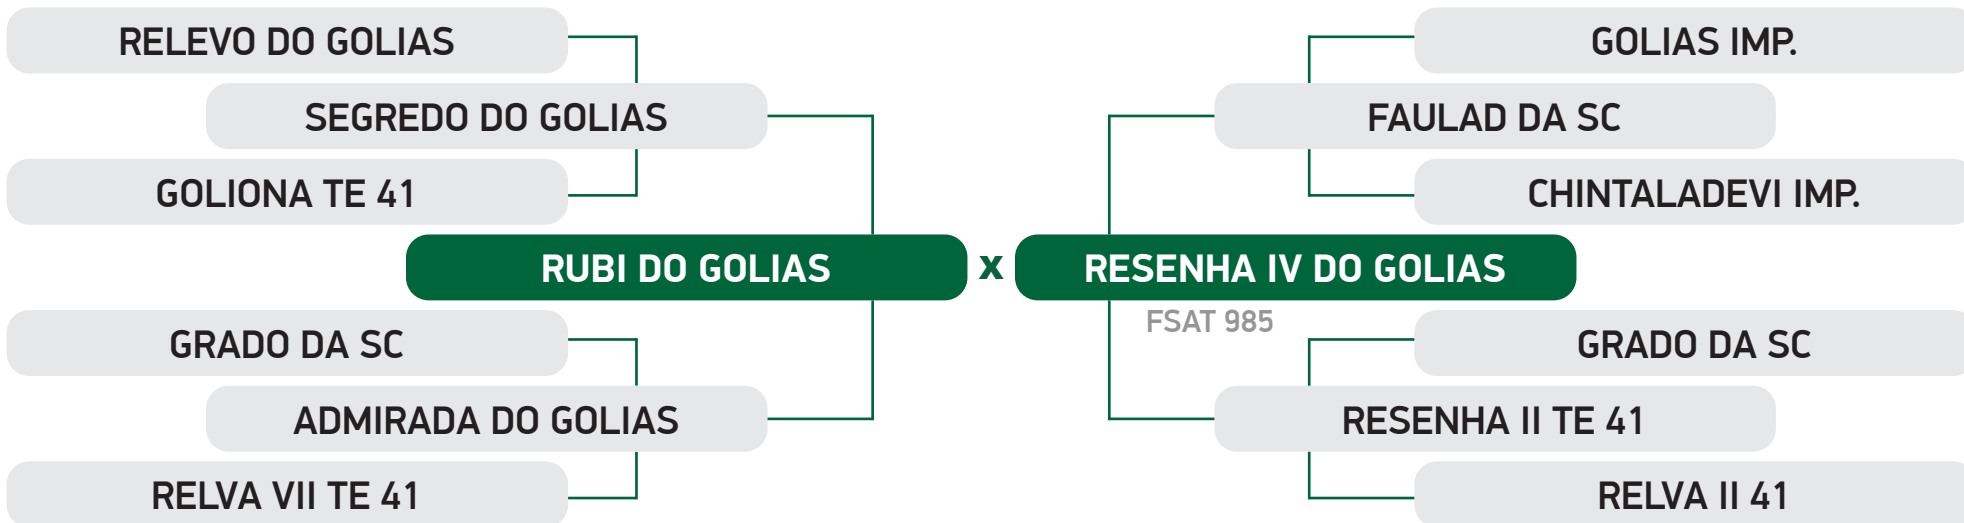 RELEVO DO GOLIAS
GOLIAS IMP.
SEGREDO DO GOLIAS
FAULAD DA SC
GOLIONA TE 41
CHINTALADEVI IMP.
RUBI DO GOLIAS x RESENHA IV DO GOLIAS
FSAT 985
GRADO DA SC
GRADO DA SC
ADMIRADA DO GOLIAS
RESENHA II TE 41
RELVA VII TE 41
RELVA II 41